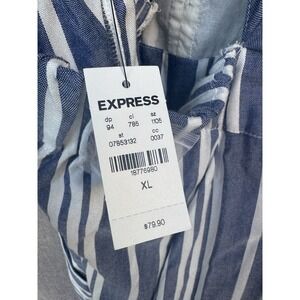 EXPRESS
dp cl sz
94 785 1105
st cc
07853132 0037
18776980
XL
$79.90